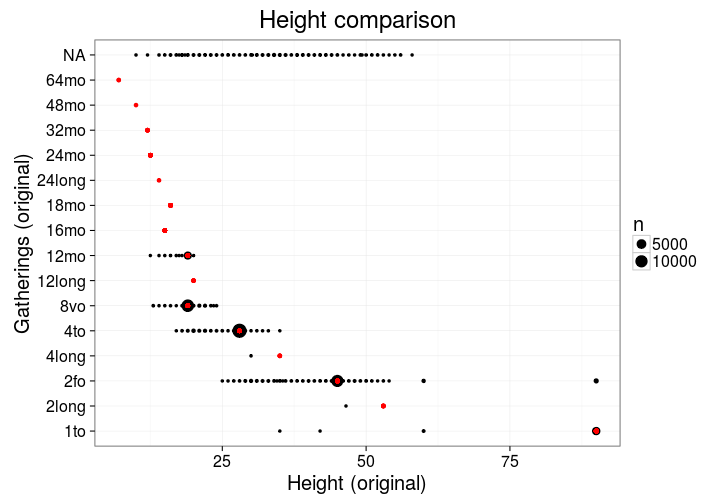 Height comparison
Gatherings (original)
NA
64mo
48mo
32mo
24mo
24long
18mo
16mo
12mo
12long
8vo
4to
4long
2fo
2long
1to
25 50 75
Height (original)
n
5000
10000